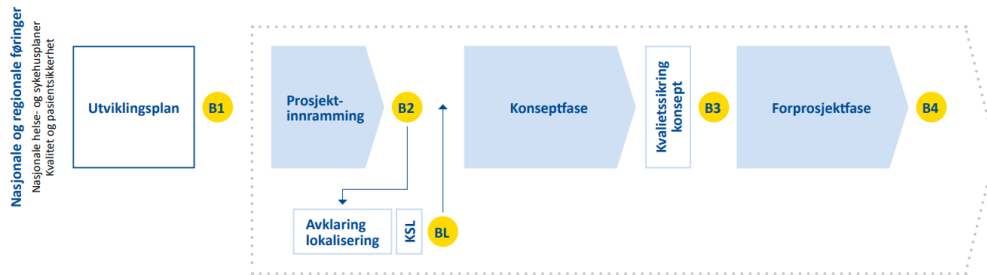 Nasjonale og regionale føringer
Nasjonale helse- og sykehusplaner
Kvalitet og pasientsikkerhet
Utviklingsplan
B1
Prosjekt-
innramming
B2
Avklaring
lokalisering
KSL
BL
Konseptfase
Kvalietssikring
konsept
B3
Forprosjektfase
B4